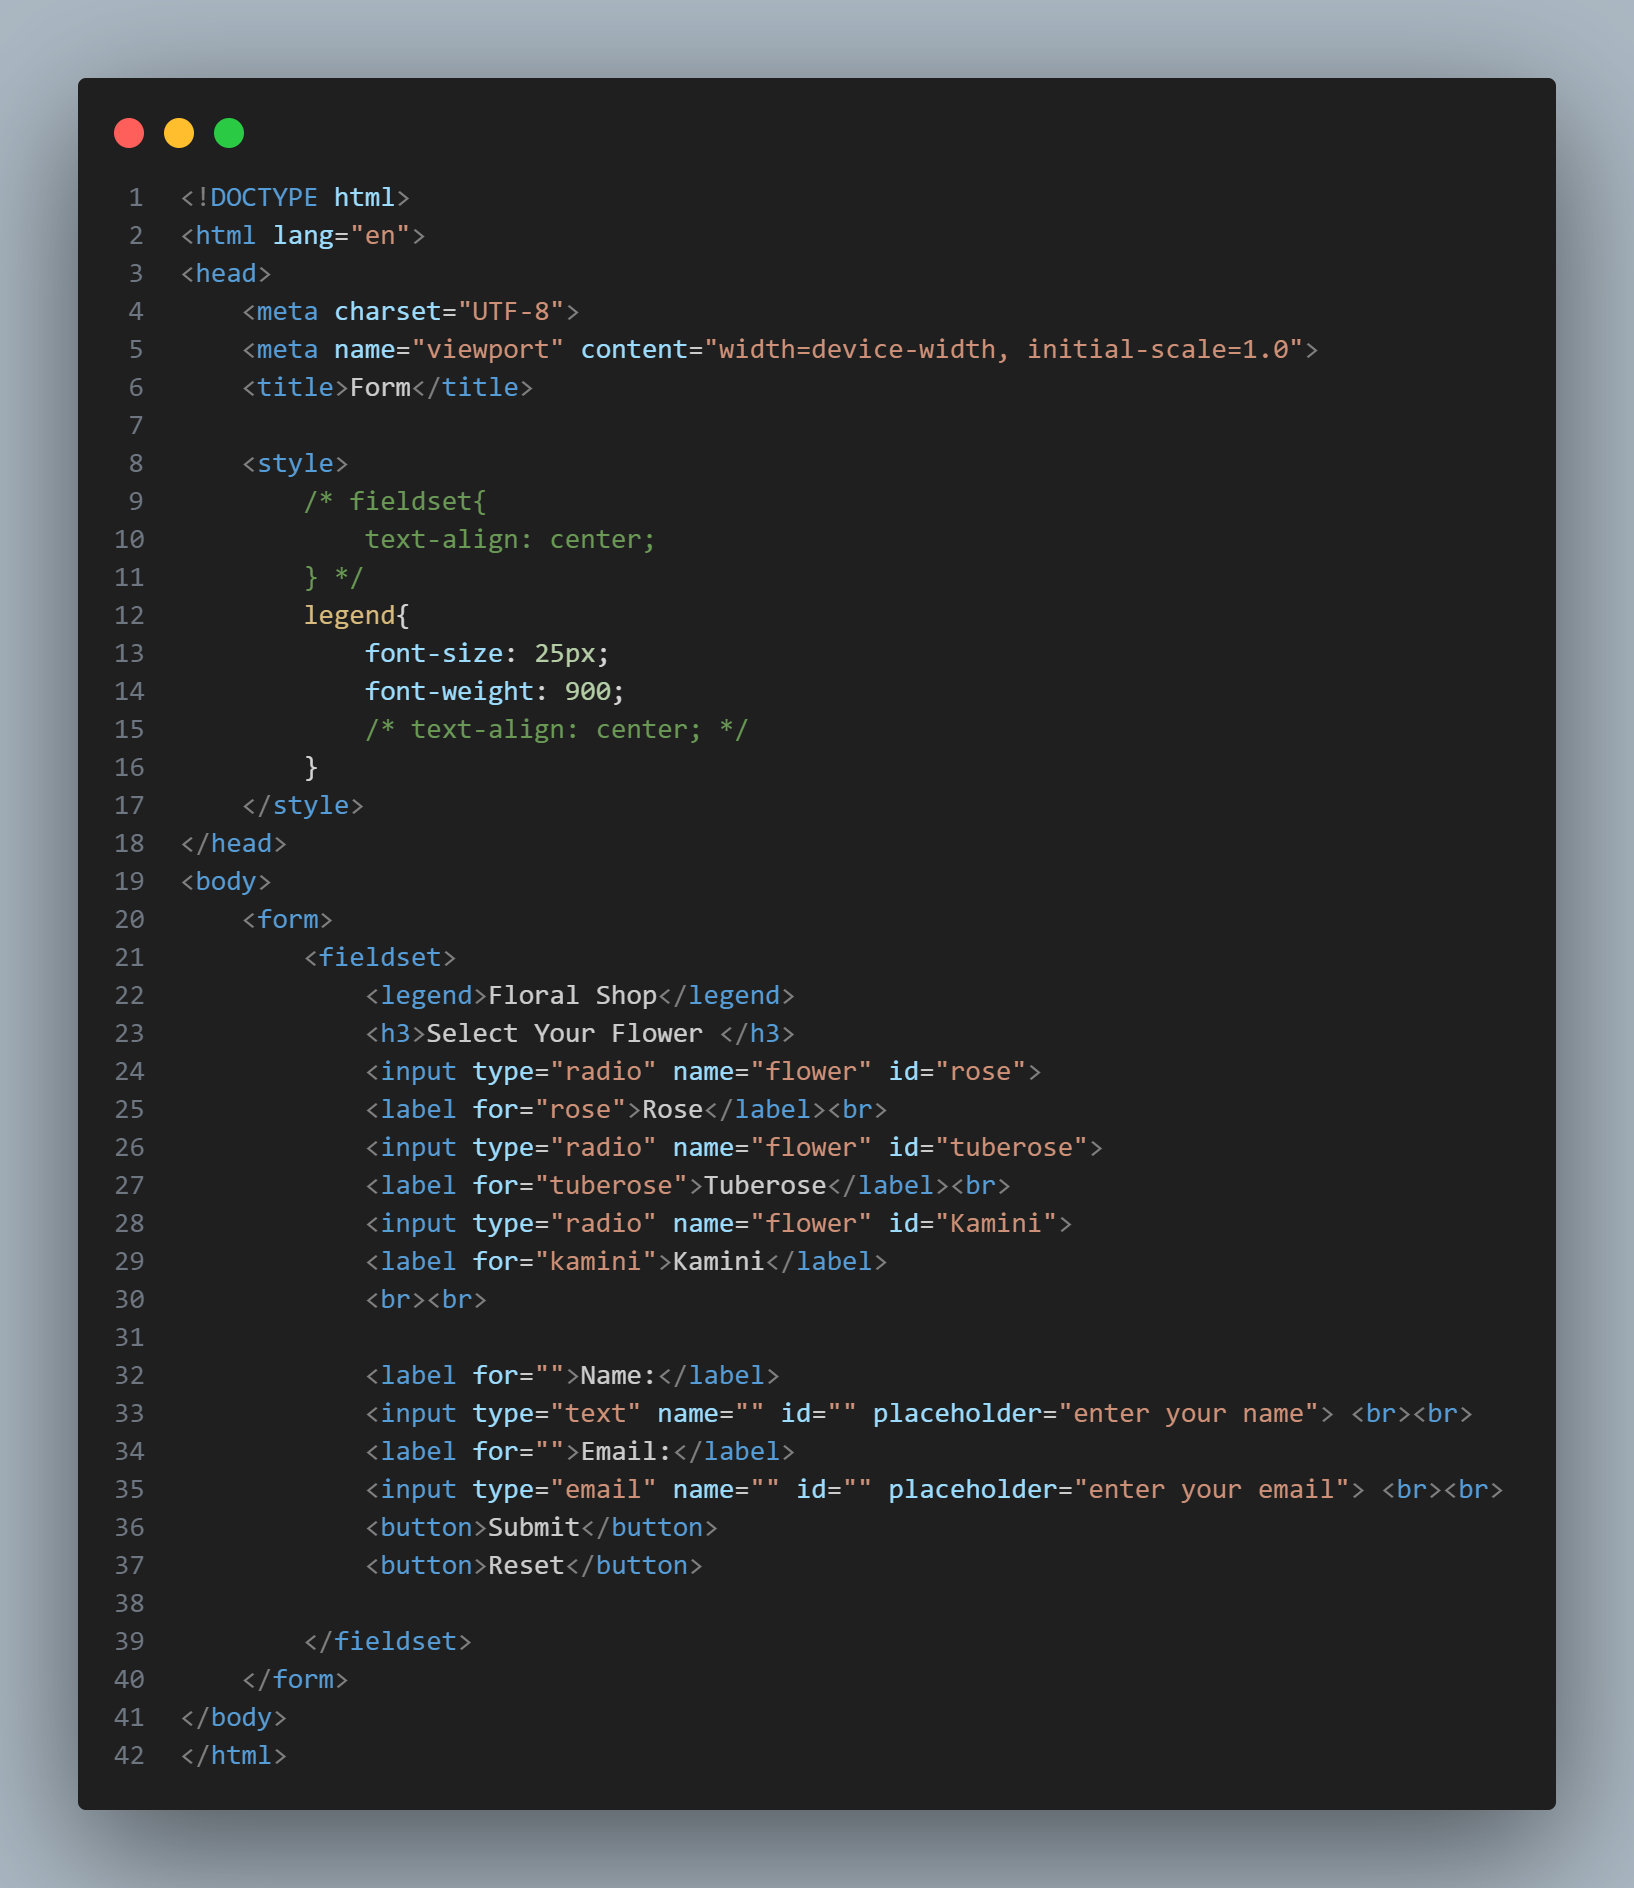 1 <!DOCTYPE html>
2 <html lang="en">
3 <head>
4     <meta charset="UTF-8">
5     <meta name="viewport" content="width=device-width, initial-scale=1.0">
6     <title>Form</title>
7
8     <style>
9         /* fieldset{
10             text-align: center;
11         } */
12         legend{
13             font-size: 25px;
14             font-weight: 900;
15             /* text-align: center; */
16         }
17     </style>
18 </head>
19 <body>
20     <form>
21         <fieldset>
22             <legend>Floral Shop</legend>
23             <h3>Select Your Flower </h3>
24             <input type="radio" name="flower" id="rose">
25             <label for="rose">Rose</label><br>
26             <input type="radio" name="flower" id="tuberose">
27             <label for="tuberose">Tuberose</label><br>
28             <input type="radio" name="flower" id="Kamini">
29             <label for="kamini">Kamini</label>
30             <br><br>
31
32             <label for="">Name:</label>
33             <input type="text" name="" id="" placeholder="enter your name"> <br><br>
34             <label for="">Email:</label>
35             <input type="email" name="" id="" placeholder="enter your email"> <br><br>
36             <button>Submit</button>
37             <button>Reset</button>
38
39         </fieldset>
40     </form>
41 </body>
42 </html>